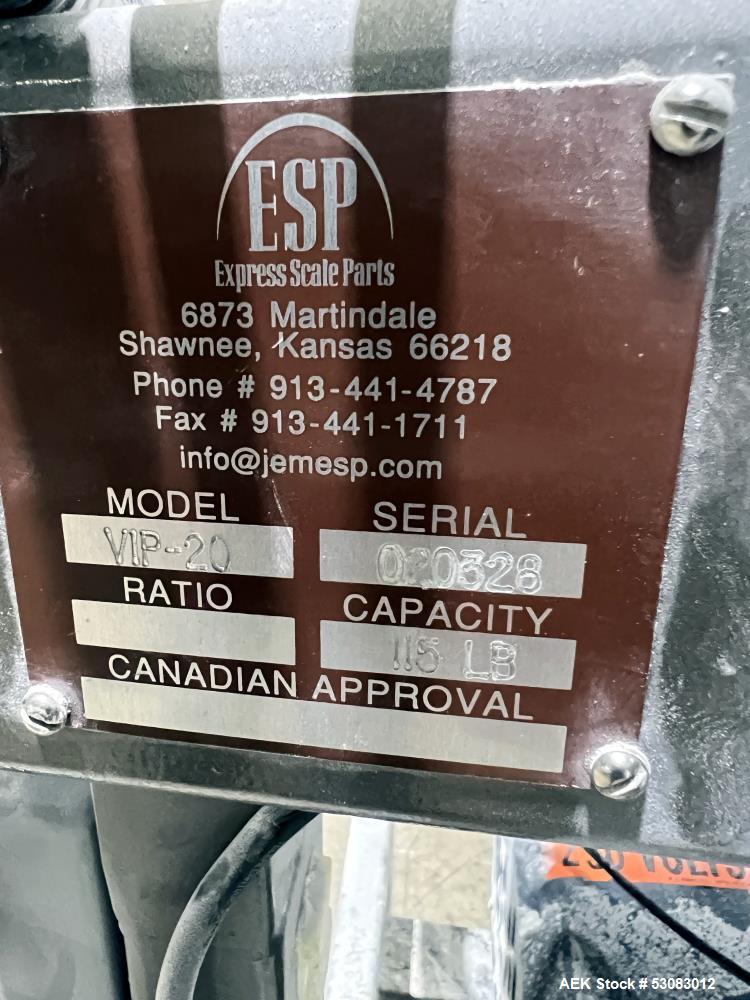 ESP
Express Scale Parts
6873 Martindale
Shawnee, Kansas 66218
Phone # 913-441-4787
Fax # 913-441-1711
info@jemesp.com
MODEL
VIP-20
SERIAL
020328
RATIO
CAPACITY
115 LB
CANADIAN APPROVAL
AEK Stock # 53083012